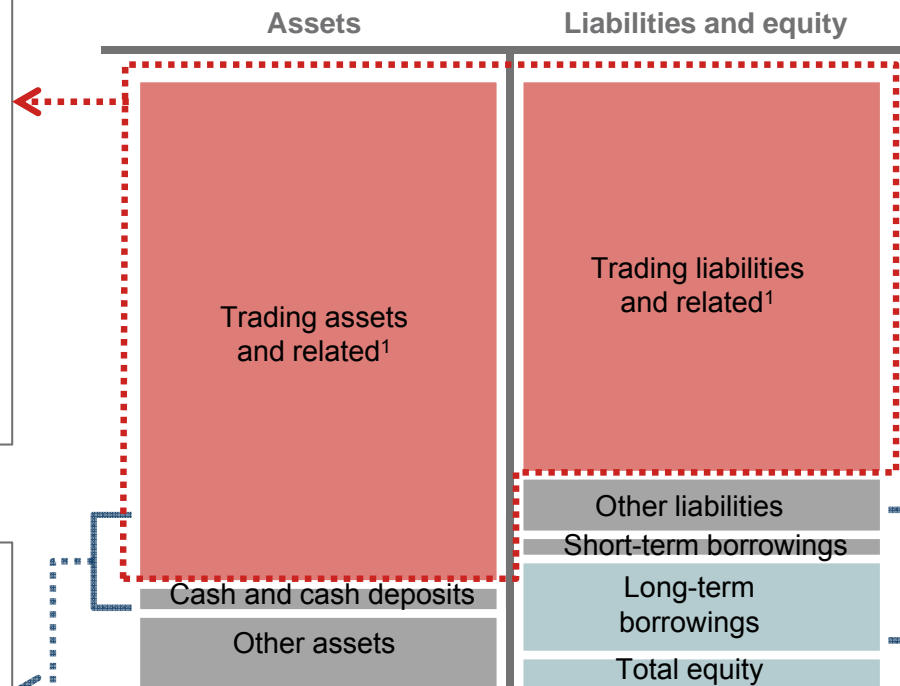 Assets
Liabilities and equity
Trading assets
and related¹
Cash and cash deposits
Other assets
Trading liabilities
and related¹
Other liabilities
Short-term borrowings
Long-term
borrowings
Total equity